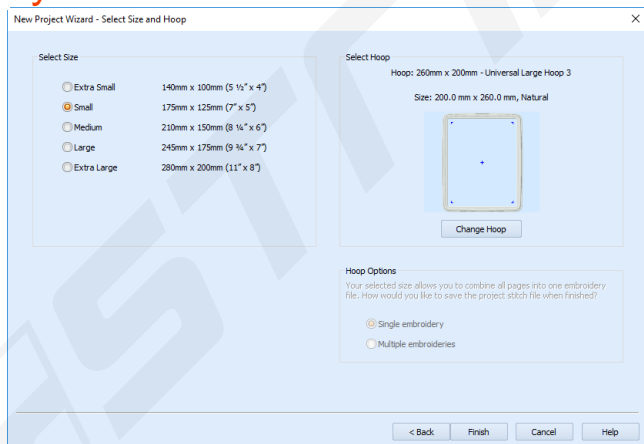 New Project Wizard - Select Size and Hoop
Select Size
Extra Small 140mm x 100mm (5 ½" x 4")
Small 175mm x 125mm (7" x 5")
Medium 210mm x 150mm (8 ¼" x 6")
Large 245mm x 175mm (9 ¾" x 7")
Extra Large 280mm x 200mm (11" x 8")
Select Hoop
Hoop: 260mm x 200mm - Universal Large Hoop 3
Size: 200.0 mm x 260.0 mm, Natural
Change Hoop
Hoop Options
Your selected size allows you to combine all pages into one embroidery
file. How would you like to save the project stitch file when finished?
Single embroidery
Multiple embroideries
< Back Finish Cancel Help